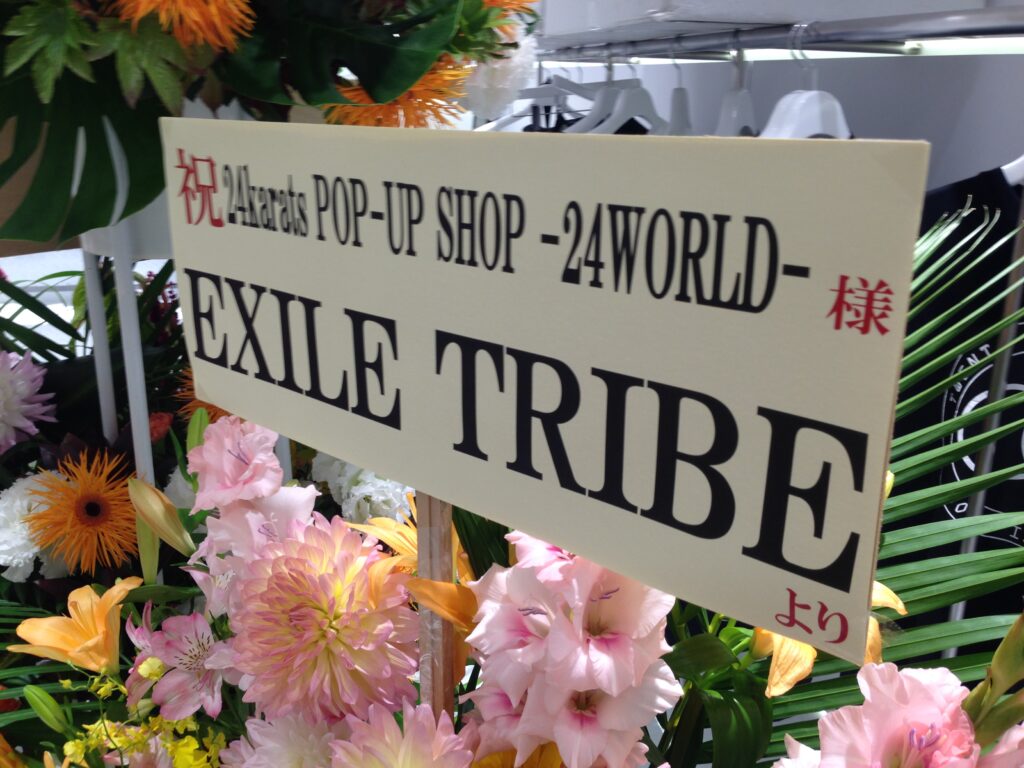 祝 24karats POP-UP SHOP -24WORLD- 様
EXILE TRIBE
より